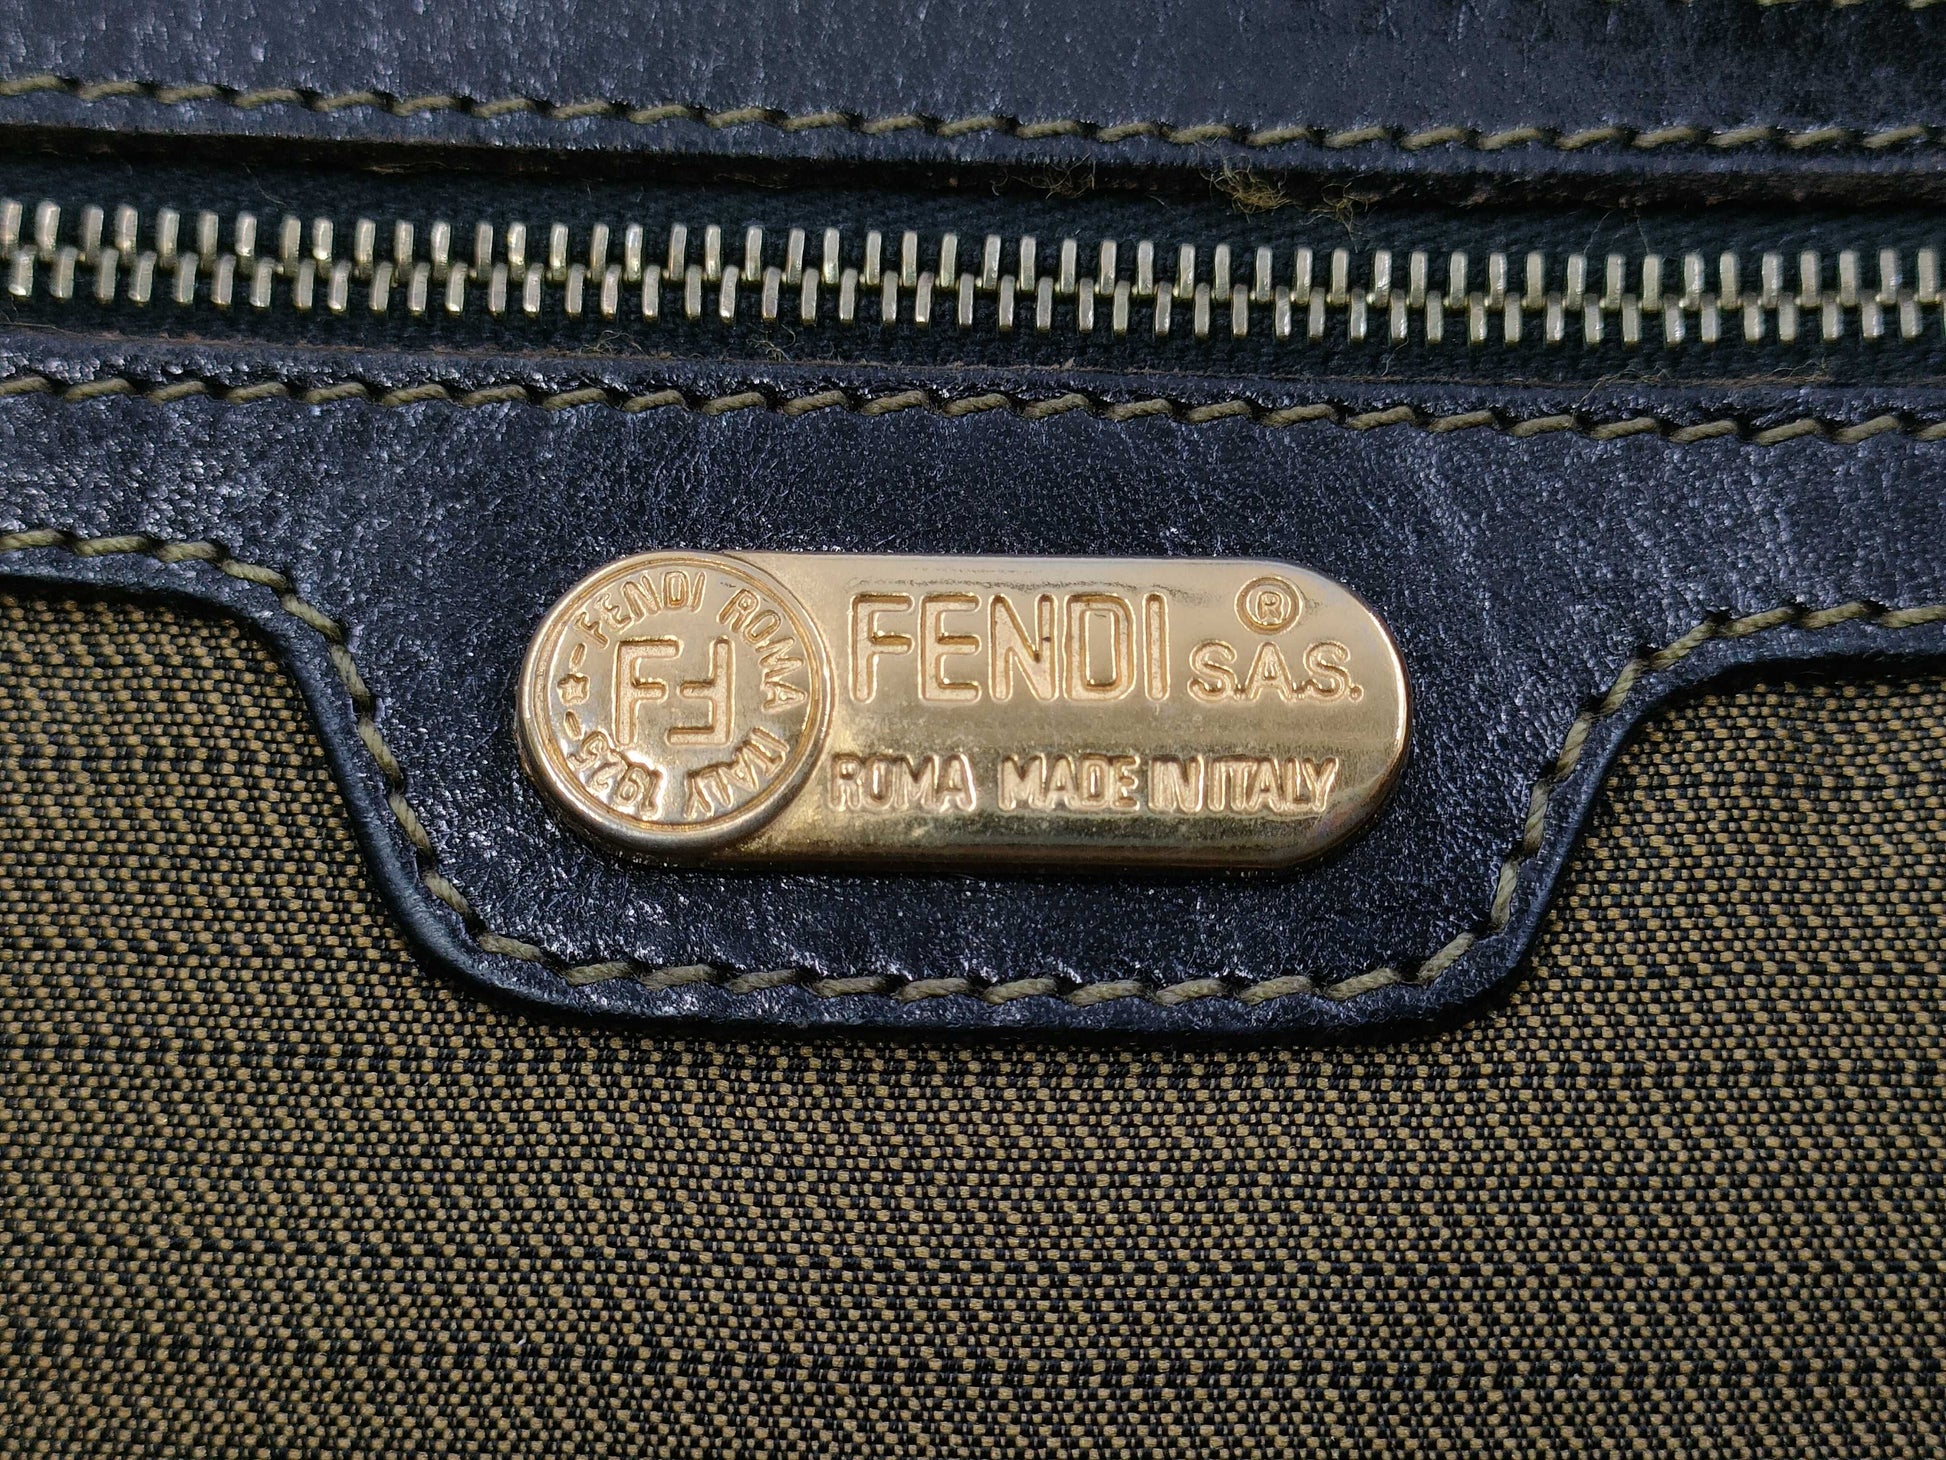 FENDI ROMA ITALY 1925
FF
FENDI ® S.A.S.
ROMA MADE IN ITALY